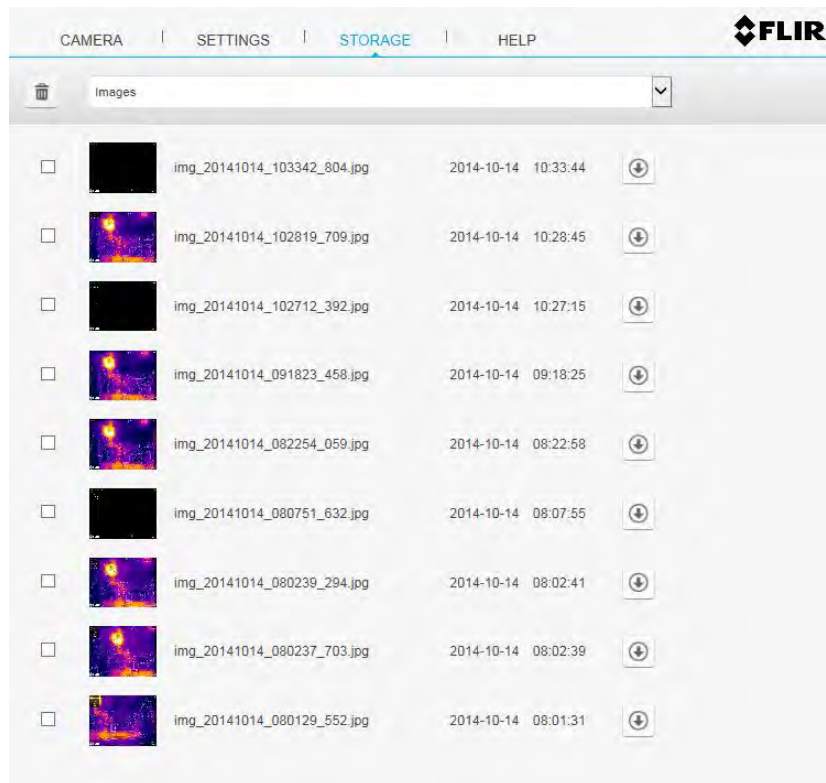 CAMERA | SETTINGS | STORAGE | HELP FLIR
Images
img_20141014_103342_804.jpg 2014-10-14 10:33:44
img_20141014_102819_709.jpg 2014-10-14 10:28:45
img_20141014_102712_392.jpg 2014-10-14 10:27:15
img_20141014_091823_458.jpg 2014-10-14 09:18:25
img_20141014_082254_059.jpg 2014-10-14 08:22:58
img_20141014_080751_632.jpg 2014-10-14 08:07:55
img_20141014_080239_294.jpg 2014-10-14 08:02:41
img_20141014_080237_703.jpg 2014-10-14 08:02:39
img_20141014_080129_552.jpg 2014-10-14 08:01:31